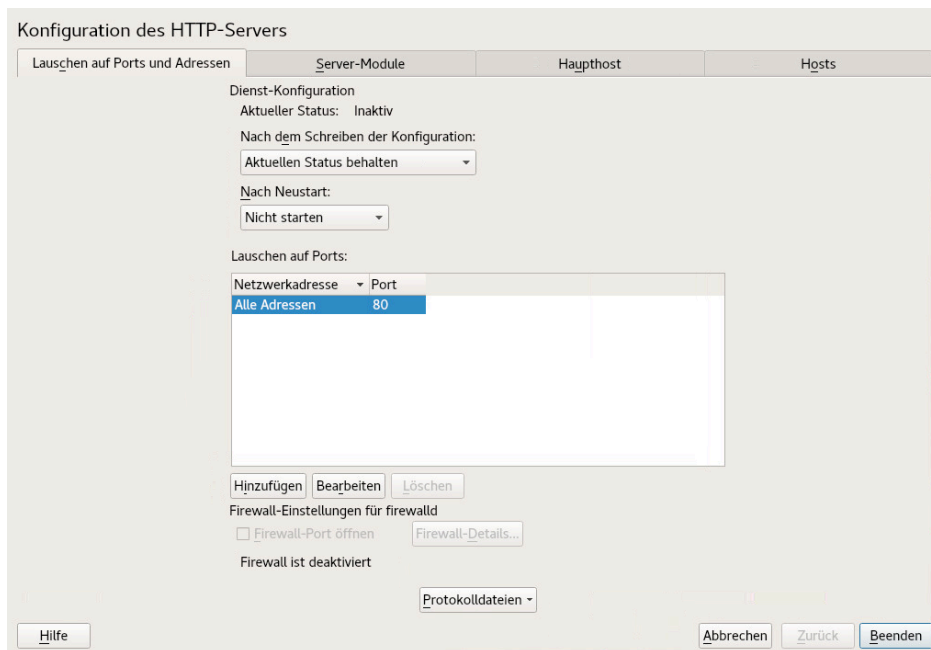 Konfiguration des HTTP-Servers
Lauschen auf Ports und Adressen Server-Module Haupthost Hosts
Dienst-Konfiguration
Aktueller Status: Inaktiv
Nach dem Schreiben der Konfiguration:
Aktuellen Status behalten
Nach Neustart:
Nicht starten
Lauschen auf Ports:
Netzwerkadresse Port
Alle Adressen 80
Hinzufügen Bearbeiten Löschen
Firewall-Einstellungen für firewalld
Firewall-Port öffnen Firewall-Details...
Firewall ist deaktiviert
Protokolldateien
Hilfe Abbrechen Zurück Beenden